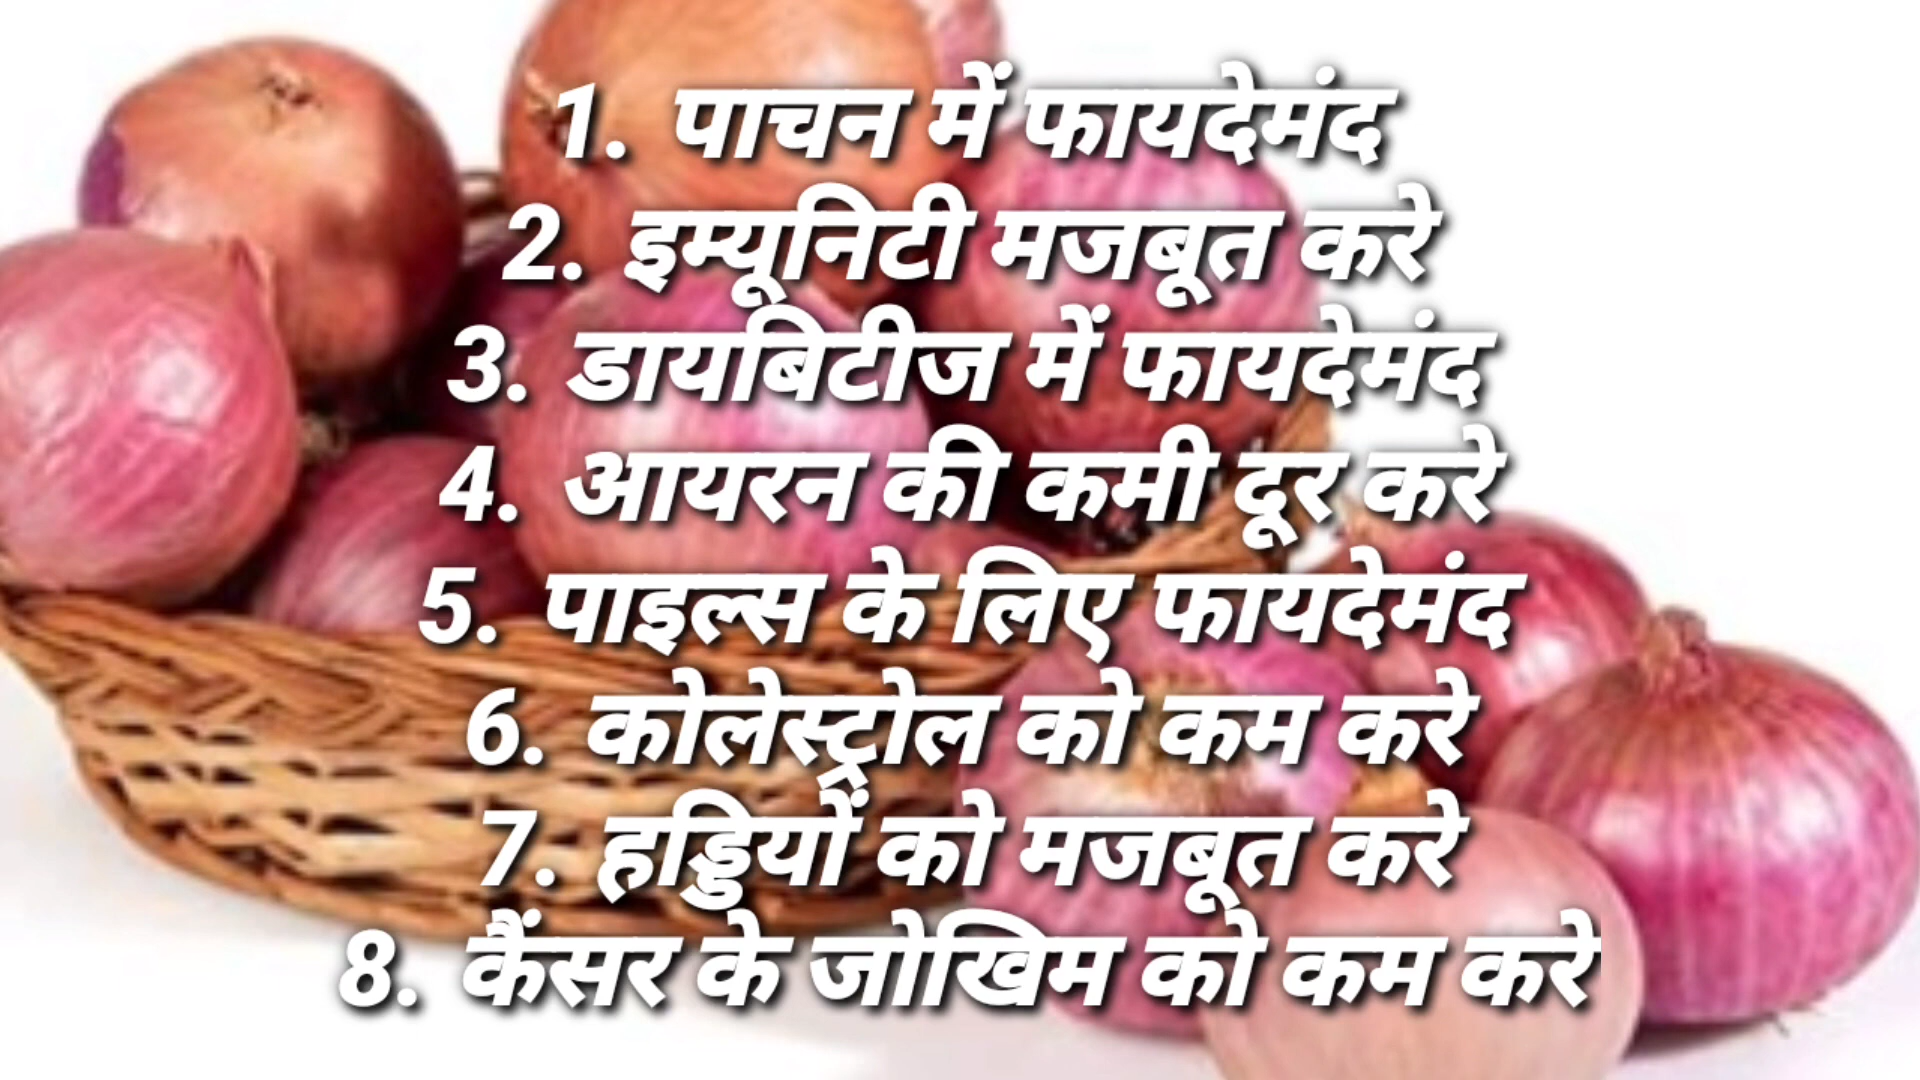 1. पाचन में फायदेमंद
2. इम्यूनिटी मजबूत करे
3. डायबिटीज में फायदेमंद
4. आयरन की कमी दूर करे
5. पाइल्स के लिए फायदेमंद
6. कोलेस्ट्रोल को कम करे
7. हड्डियों को मजबूत करे
8. कैंसर के जोखिम को कम करे